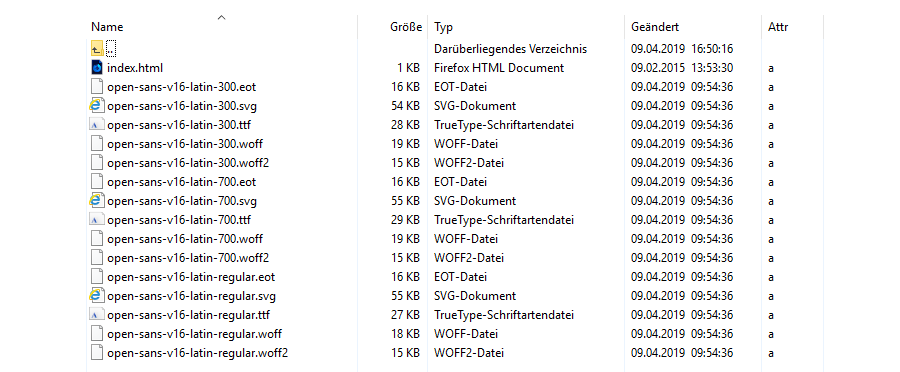 Name Größe Typ Geändert Attr
.. Darüberliegendes Verzeichnis 09.04.2019 16:50:16
index.html 1 KB Firefox HTML Document 09.02.2015 13:53:30 a
open-sans-v16-latin-300.eot 16 KB EOT-Datei 09.04.2019 09:54:36 a
open-sans-v16-latin-300.svg 54 KB SVG-Dokument 09.04.2019 09:54:36 a
open-sans-v16-latin-300.ttf 28 KB TrueType-Schriftartendatei 09.04.2019 09:54:36 a
open-sans-v16-latin-300.woff 19 KB WOFF-Datei 09.04.2019 09:54:36 a
open-sans-v16-latin-300.woff2 15 KB WOFF2-Datei 09.04.2019 09:54:36 a
open-sans-v16-latin-700.eot 16 KB EOT-Datei 09.04.2019 09:54:36 a
open-sans-v16-latin-700.svg 55 KB SVG-Dokument 09.04.2019 09:54:36 a
open-sans-v16-latin-700.ttf 29 KB TrueType-Schriftartendatei 09.04.2019 09:54:36 a
open-sans-v16-latin-700.woff 19 KB WOFF-Datei 09.04.2019 09:54:36 a
open-sans-v16-latin-700.woff2 15 KB WOFF2-Datei 09.04.2019 09:54:36 a
open-sans-v16-latin-regular.eot 16 KB EOT-Datei 09.04.2019 09:54:36 a
open-sans-v16-latin-regular.svg 55 KB SVG-Dokument 09.04.2019 09:54:36 a
open-sans-v16-latin-regular.ttf 27 KB TrueType-Schriftartendatei 09.04.2019 09:54:36 a
open-sans-v16-latin-regular.woff 18 KB WOFF-Datei 09.04.2019 09:54:36 a
open-sans-v16-latin-regular.woff2 15 KB WOFF2-Datei 09.04.2019 09:54:36 a